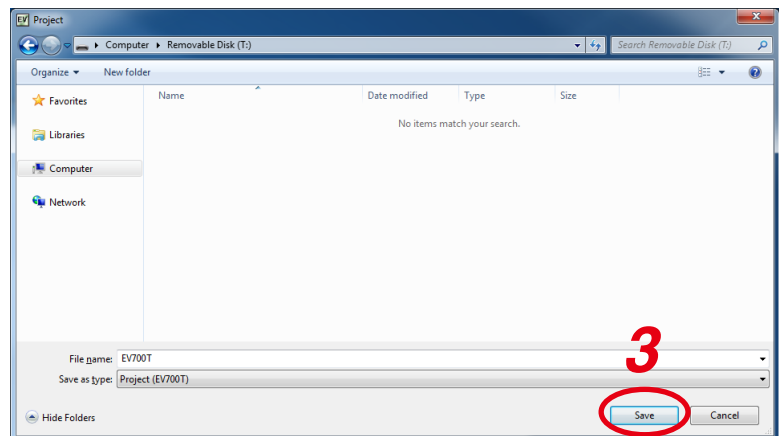 EV Project
Computer ▸ Removable Disk (T:)
Search Removable Disk (T:)
Organize ▾ New folder
Name Date modified Type Size
No items match your search.
Favorites
Libraries
Computer
Network
File name: EV700T
Save as type: Project (EV700T)
3
Hide Folders
Save Cancel